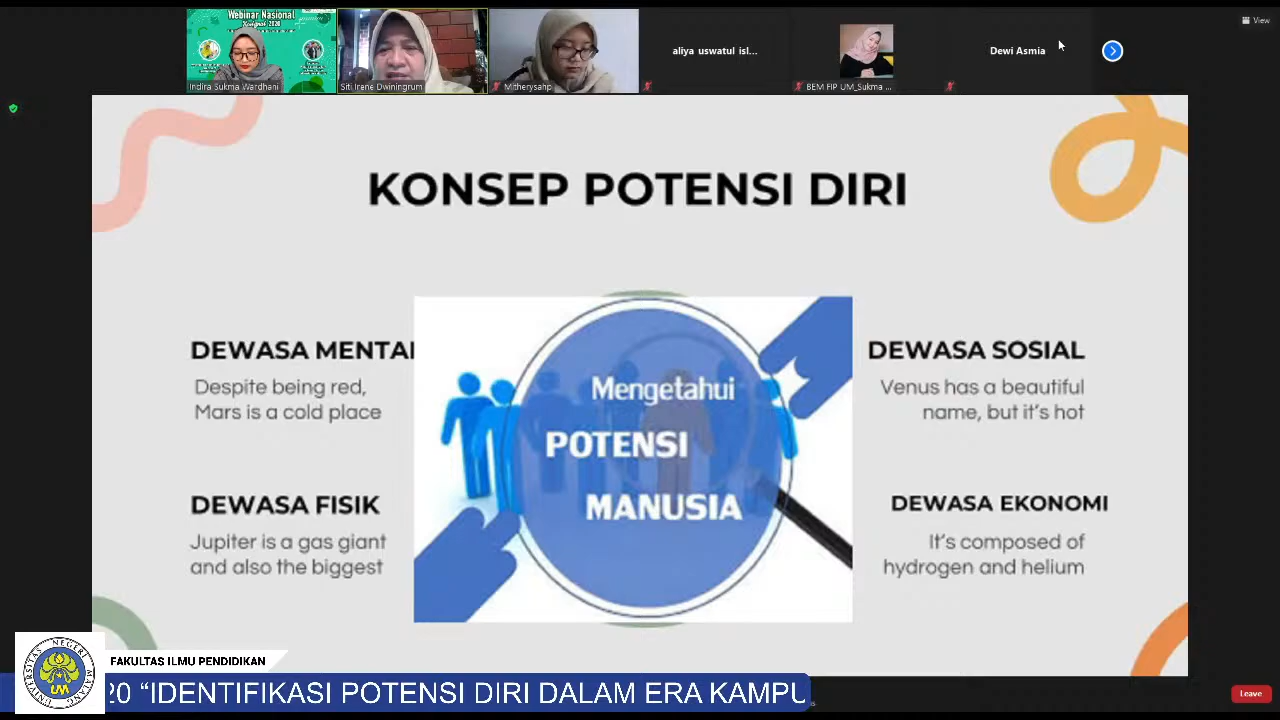 Webinar Nasional
Indira Sukma Wardhani
Siti Irene Dwiningrum
Mitherysahp
aliya uswatul isl...
BEM FIP UM_Sukma ...
Dewi Asmia
View
KONSEP POTENSI DIRI
DEWASA MENTAL
Despite being red,
Mars is a cold place
DEWASA SOSIAL
Venus has a beautiful
name, but it's hot
Mengetahui
POTENSI
MANUSIA
DEWASA FISIK
Jupiter is a gas giant
and also the biggest
DEWASA EKONOMI
It's composed of
hydrogen and helium
UM
FAKULTAS ILMU PENDIDIKAN
20 “IDENTIFIKASI POTENSI DIRI DALAM ERA KAMPU
Leave